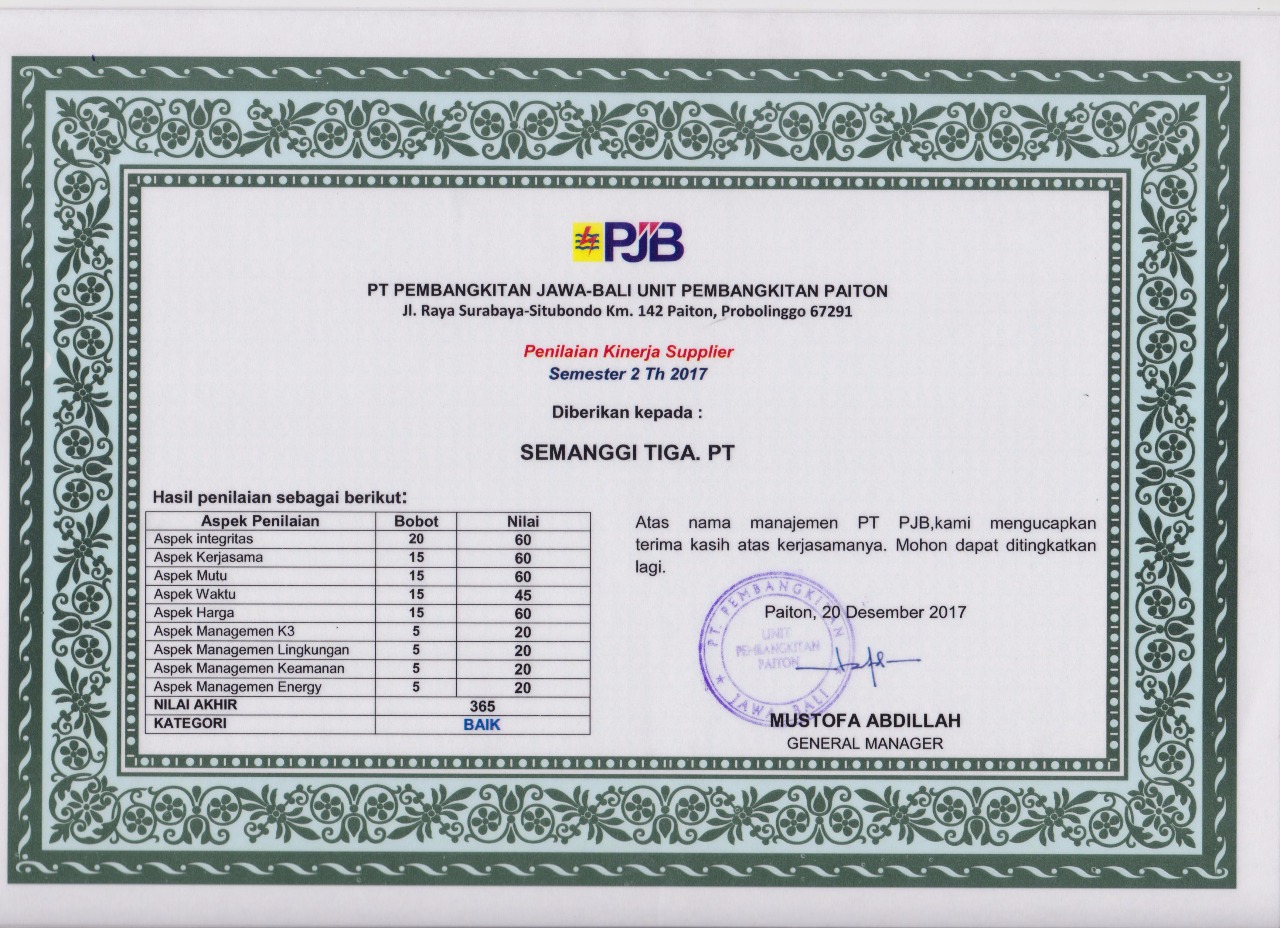 PJB
PT PEMBANGKITAN JAWA-BALI UNIT PEMBANGKITAN PAITON
Jl. Raya Surabaya-Situbondo Km. 142 Paiton, Probolinggo 67291
Penilaian Kinerja Supplier
Semester 2 Th 2017
Diberikan kepada :
SEMANGGI TIGA. PT
Hasil penilaian sebagai berikut:
Aspek Penilaian Bobot Nilai
Aspek integritas 20 60
Aspek Kerjasama 15 60
Aspek Mutu 15 60
Aspek Waktu 15 45
Aspek Harga 15 60
Aspek Managemen K3 5 20
Aspek Managemen Lingkungan 5 20
Aspek Managemen Keamanan 5 20
Aspek Managemen Energy 5 20
NILAI AKHIR 365
KATEGORI BAIK
Atas nama manajemen PT PJB,kami mengucapkan
terima kasih atas kerjasamanya. Mohon dapat ditingkatkan
lagi.
Paiton, 20 Desember 2017
PT. PEMBANGKITAN
UNIT
PEMBANGKITAN
PAITON
JAWA BALI
MUSTOFA ABDILLAH
GENERAL MANAGER